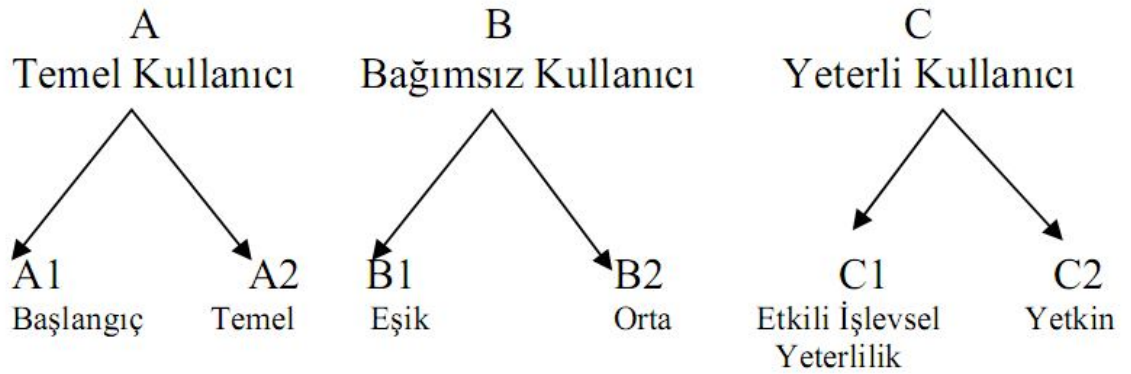 A
Temel Kullanıcı
A1
Başlangıç
A2
Temel
B
Bağımsız Kullanıcı
B1
Eşik
B2
Orta
C
Yeterli Kullanıcı
C1
Etkili İşlevsel
Yeterlilik
C2
Yetkin